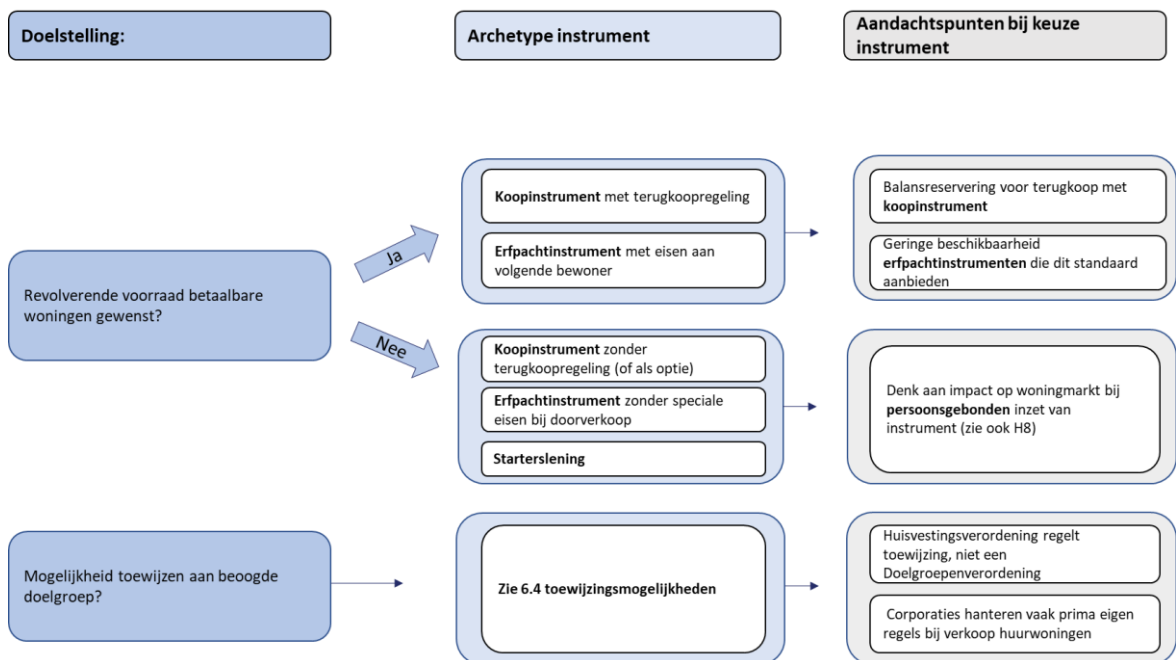 Doelstelling:
Archetype instrument
Aandachtspunten bij keuze
instrument
Revolverende voorraad betaalbare
woningen gewenst?
Ja
Koopinstrument met terugkoopregeling
Erfpachtinstrument met eisen aan
volgende bewoner
Balansreservering voor terugkoop met
koopinstrument
Geringe beschikbaarheid
erfpachtinstrumenten die dit standaard
aanbieden
Nee
Koopinstrument zonder
terugkoopregeling (of als optie)
Erfpachtinstrument zonder speciale
eisen bij doorverkoop
Starterslening
Denk aan impact op woningmarkt bij
persoonsgebonden inzet van
instrument (zie ook H8)
Mogelijkheid toewijzen aan beoogde
doelgroep?
Zie 6.4 toewijzingsmogelijkheden
Huisvestingsverordening regelt
toewijzing, niet een
Doelgroepenverordening
Corporaties hanteren vaak prima eigen
regels bij verkoop huurwoningen